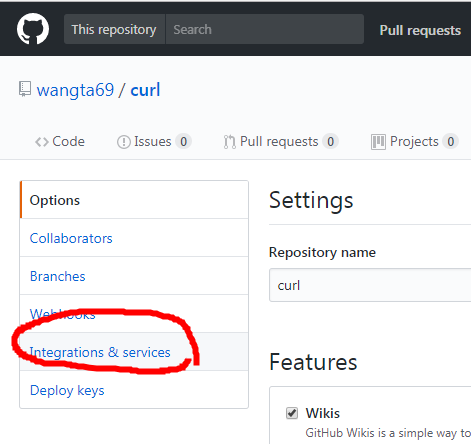 This repository Search Pull requests
wangta69 / curl
Code Issues 0 Pull requests 0 Projects 0
Options
Collaborators
Branches
Webhooks
Integrations & services
Deploy keys
Settings
Repository name
curl
Features
Wikis
GitHub Wikis is a simple way to